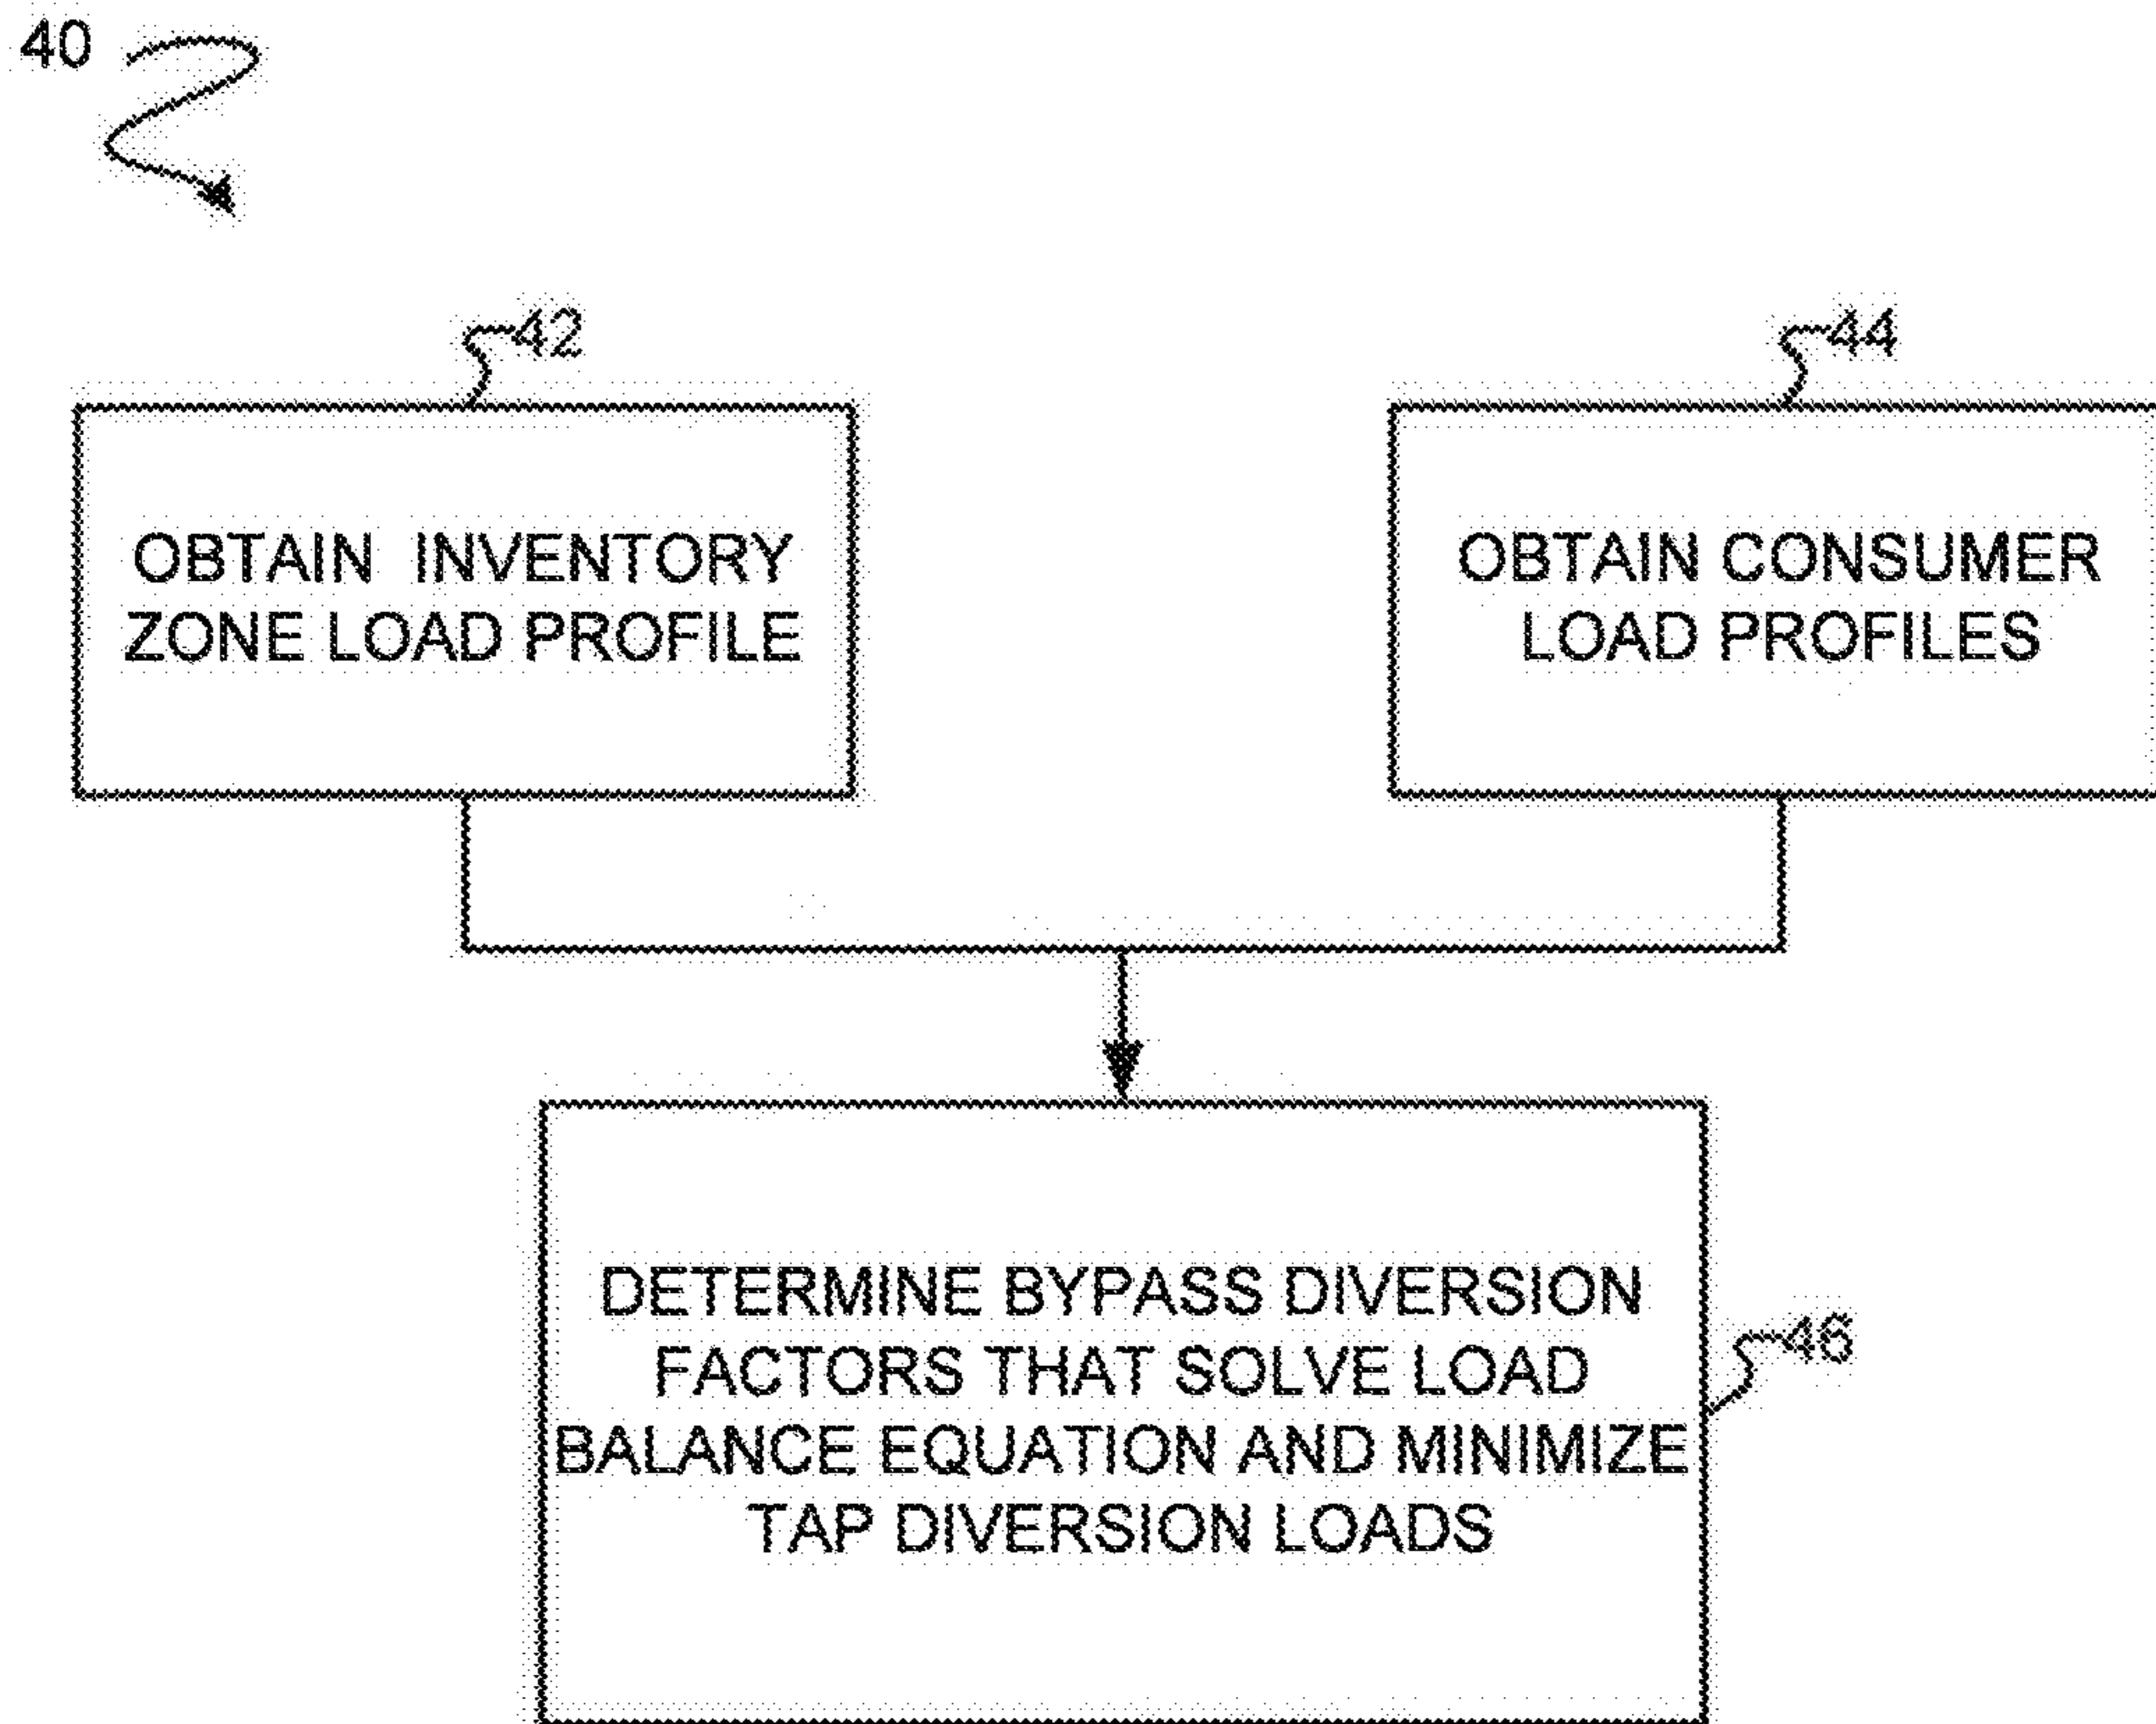 40
42
44
OBTAIN INVENTORY
ZONE LOAD PROFILE
OBTAIN CONSUMER
LOAD PROFILES
DETERMINE BYPASS DIVERSION
FACTORS THAT SOLVE LOAD
BALANCE EQUATION AND MINIMIZE
TAP DIVERSION LOADS
46